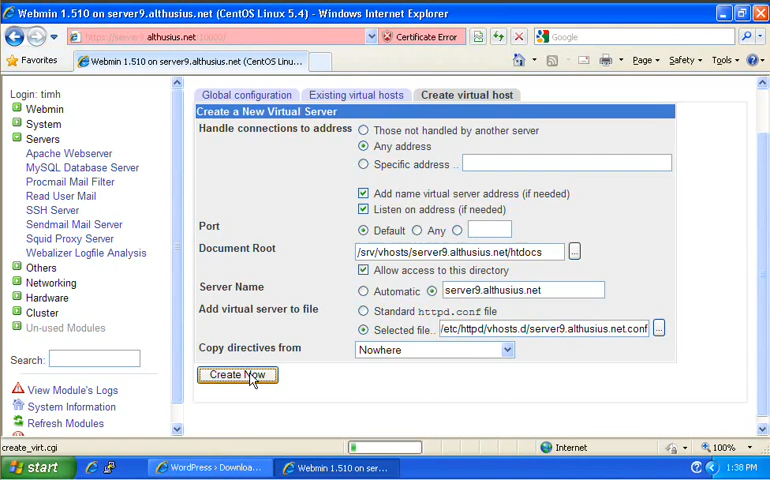 Webmin 1.510 on server9.althusius.net (CentOS Linux 5.4) - Windows Internet Explorer
https://server9.althusius.net:10000/
Certificate Error
Google
Favorites
Webmin 1.510 on server9.althusius.net (CentOS Linu...
Page
Safety
Tools
Login: timh
Webmin
System
Servers
Apache Webserver
MySQL Database Server
Procmail Mail Filter
Read User Mail
SSH Server
Sendmail Mail Server
Squid Proxy Server
Webalizer Logfile Analysis
Others
Networking
Hardware
Cluster
Un-used Modules
Search:
View Module's Logs
System Information
Refresh Modules
Global configuration
Existing virtual hosts
Create virtual host
Create a New Virtual Server
Handle connections to address
Those not handled by another server
Any address
Specific address ..
Add name virtual server address (if needed)
Listen on address (if needed)
Port
Default
Any
Document Root
/srv/vhosts/server9.althusius.net/htdocs
...
Allow access to this directory
Server Name
Automatic
server9.althusius.net
Add virtual server to file
Standard httpd.conf file
Selected file..
/etc/httpd/vhosts.d/server9.althusius.net.conf
...
Copy directives from
Nowhere
Create Now
create_virt.cgi
Internet
100%
start
WordPress › Downloa...
Webmin 1.510 on ser...
1:38 PM